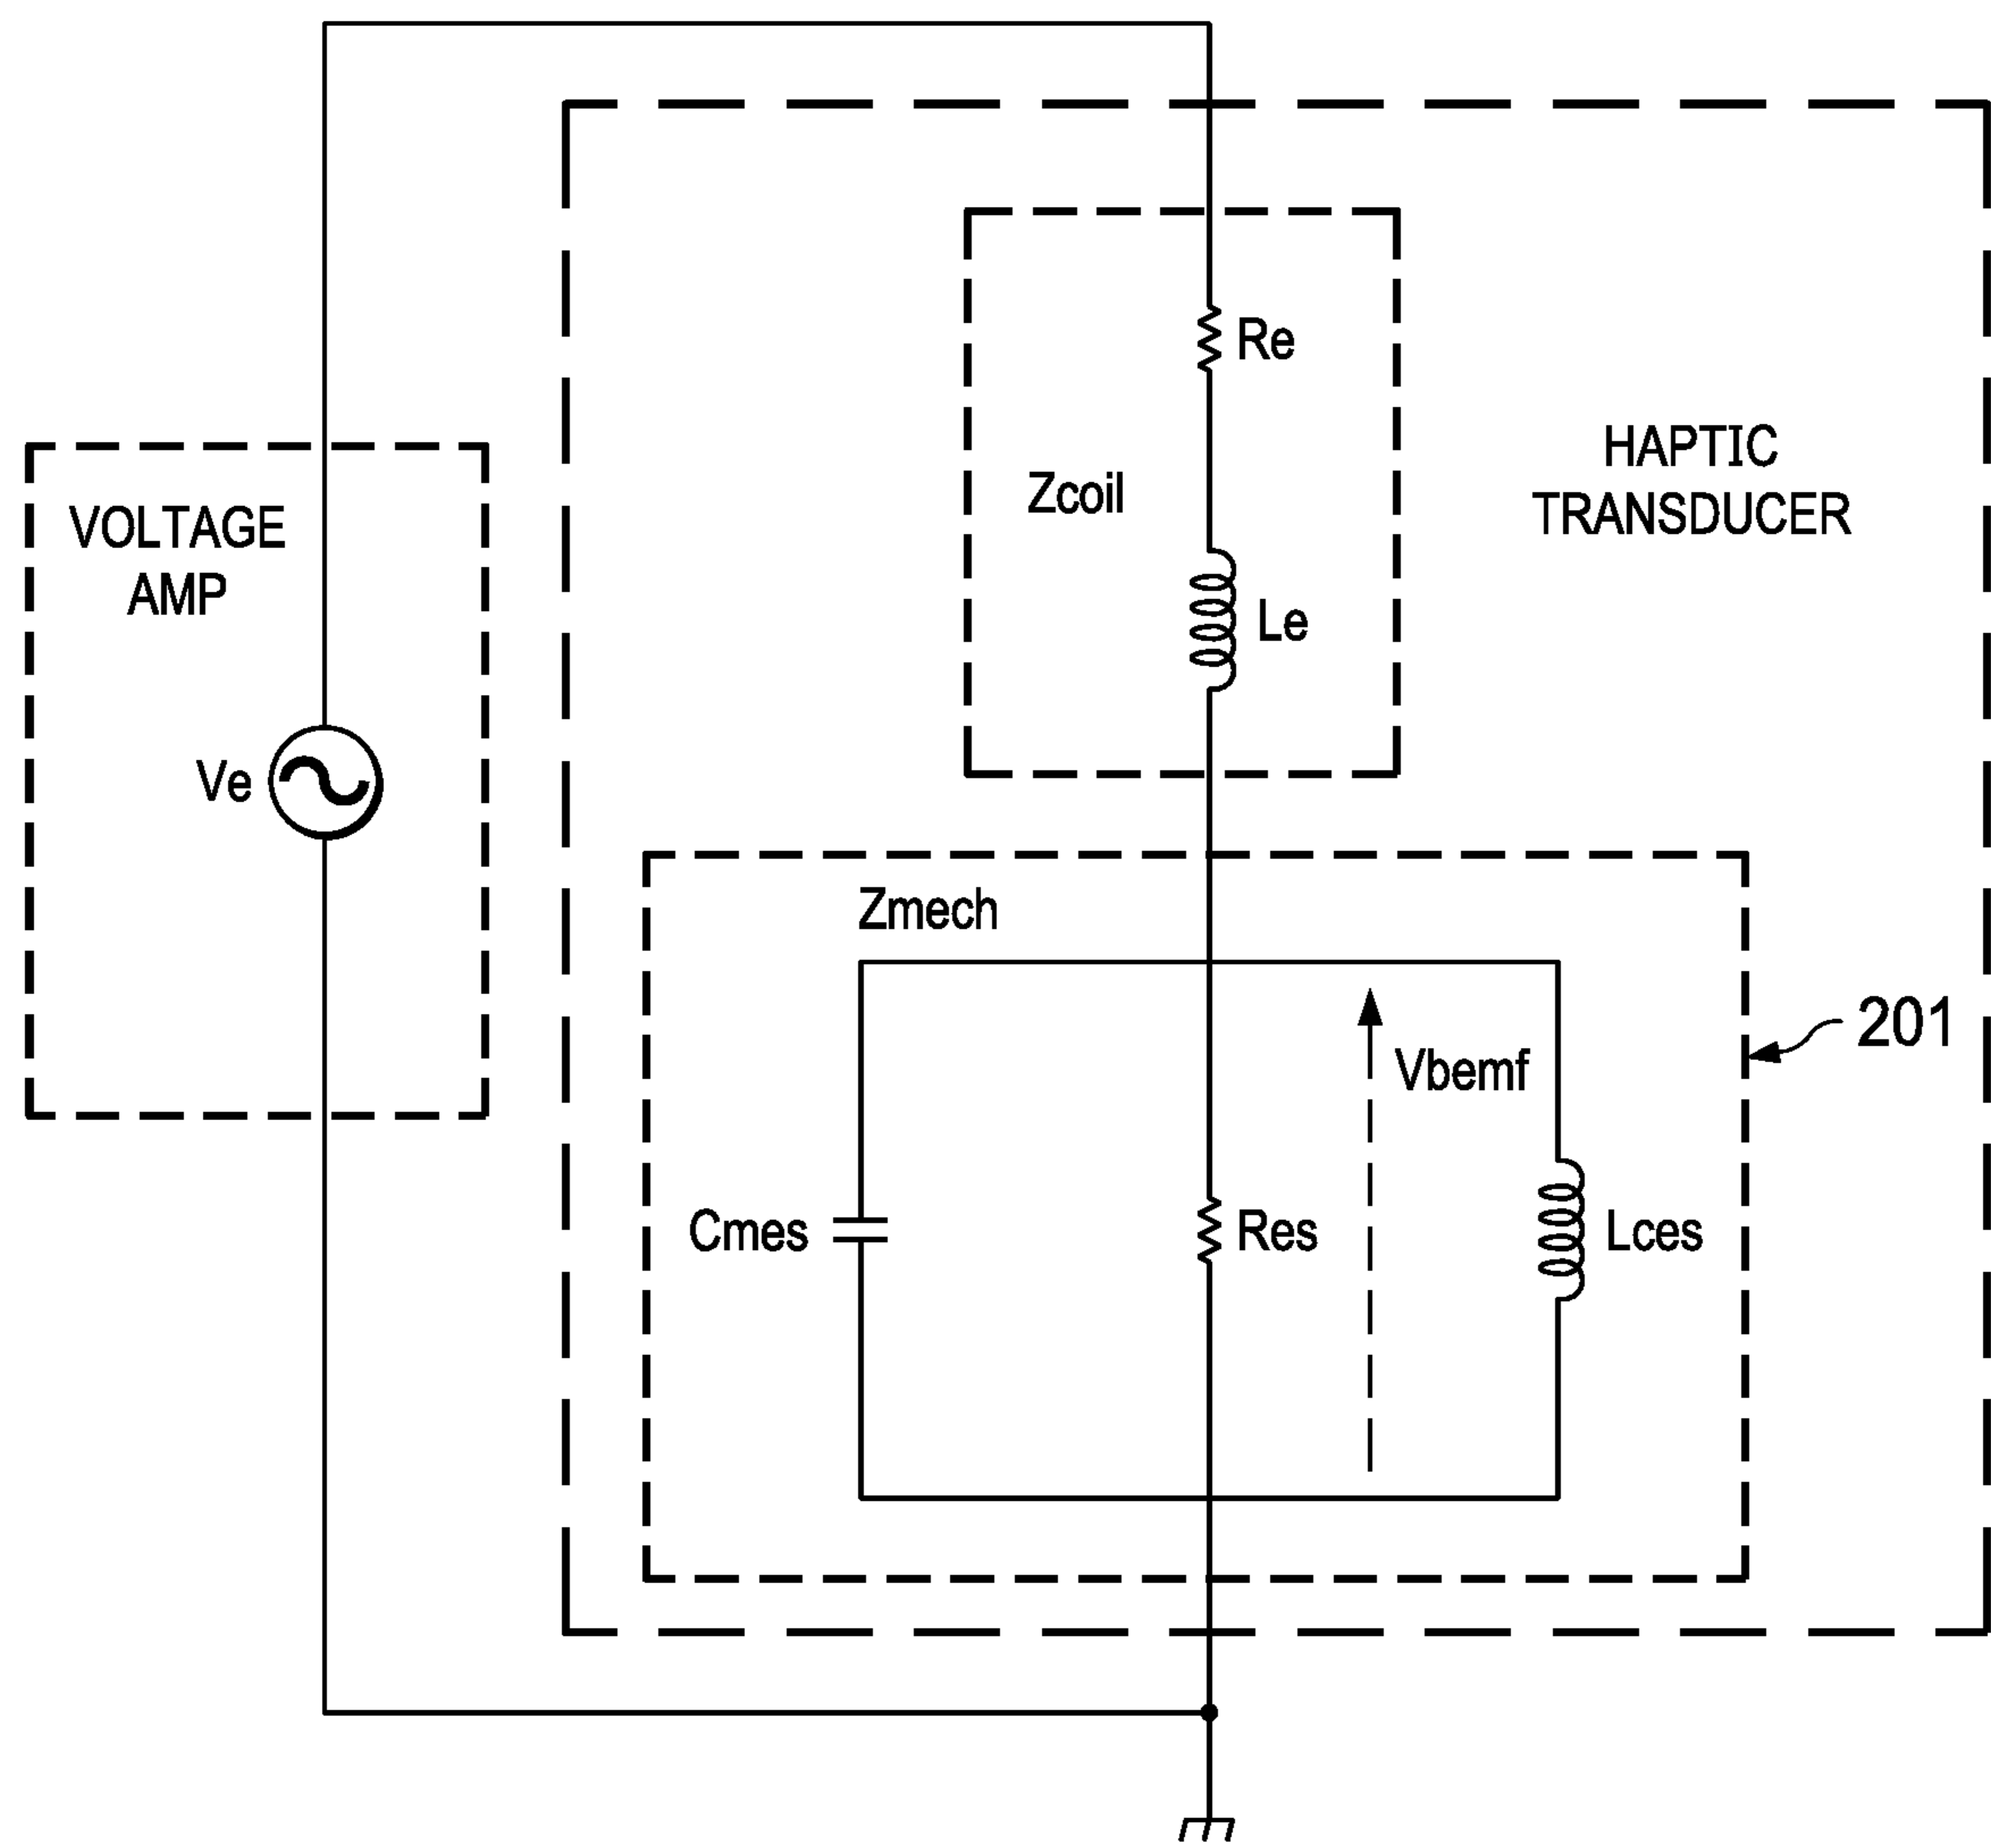 Re
Zcoil
HAPTIC
TRANSDUCER
VOLTAGE
AMP
Le
Ve
Zmech
201
Vbemf
Cmes
Res
Lces